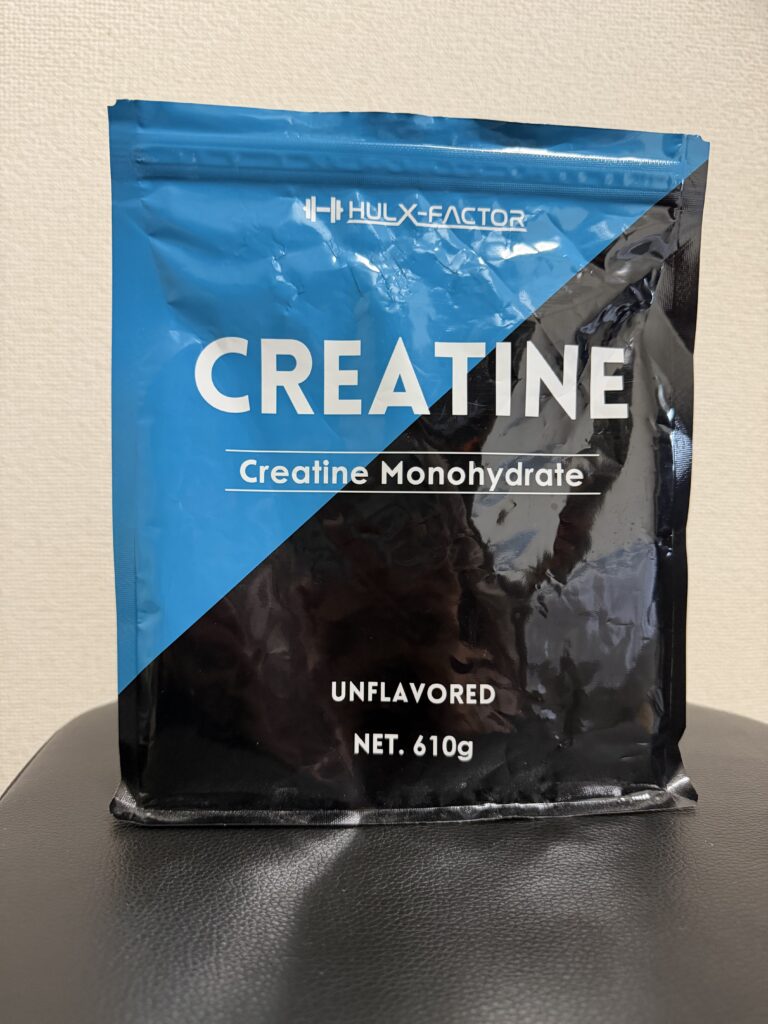 HULX-FACTOR
CREATINE
Creatine Monohydrate
UNFLAVORED
NET. 610g